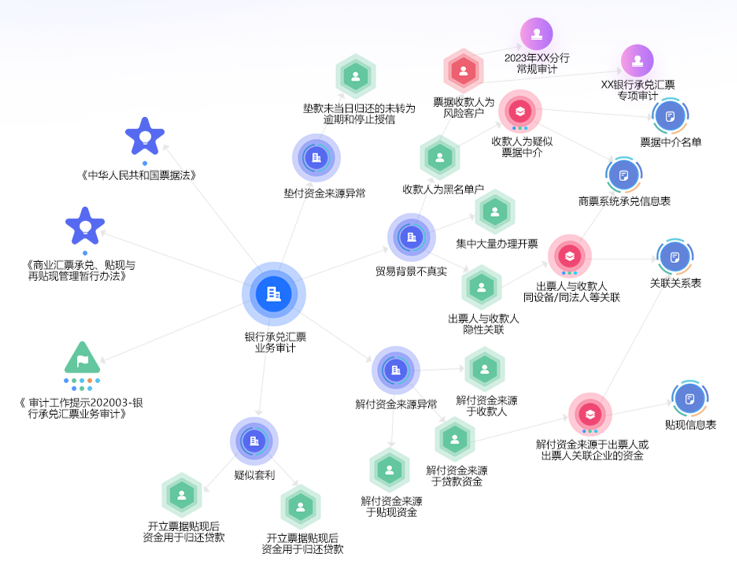 2023年XX分行
常规审计
XX银行承兑汇票
专项审计
垫款未当日归还的未转为
逾期和停止授信
票据收款人为
风险客户
收款人为疑似
票据中介
票据中介名单
《中华人民共和国票据法》
垫付资金来源异常
收款人为黑名单户
商票系统承兑信息表
集中大量办理开票
《商业汇票承兑、贴现与
再贴现管理暂行办法》
贸易背景不真实
出票人与收款人
同设备/同法人等关联
关联关系表
出票人与收款人
隐性关联
银行承兑汇票
业务审计
《 审计工作提示202003-银
行承兑汇票业务审计》
解付资金来源异常
解付资金来源
于收款人
贴现信息表
解付资金来源于出票人或
出票人关联企业的资金
解付资金来源
于贷款资金
疑似套利
解付资金来源
于贴现资金
开立票据贴现后
资金用于归还贷款
开立票据贴现后
资金用于归还贷款